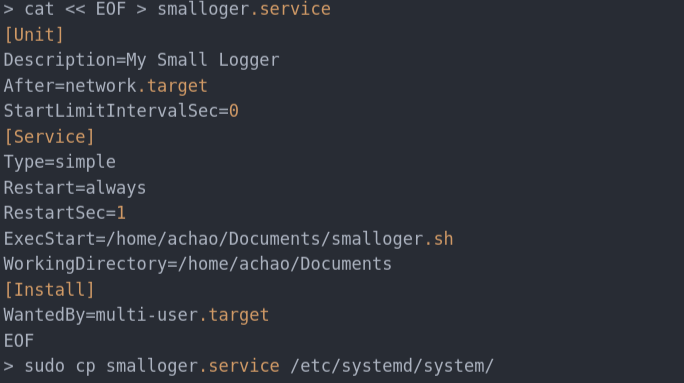 > cat << EOF > smalloger.service
[Unit]
Description=My Small Logger
After=network.target
StartLimitIntervalSec=0
[Service]
Type=simple
Restart=always
RestartSec=1
ExecStart=/home/achao/Documents/smalloger.sh
WorkingDirectory=/home/achao/Documents
[Install]
WantedBy=multi-user.target
EOF
> sudo cp smalloger.service /etc/systemd/system/